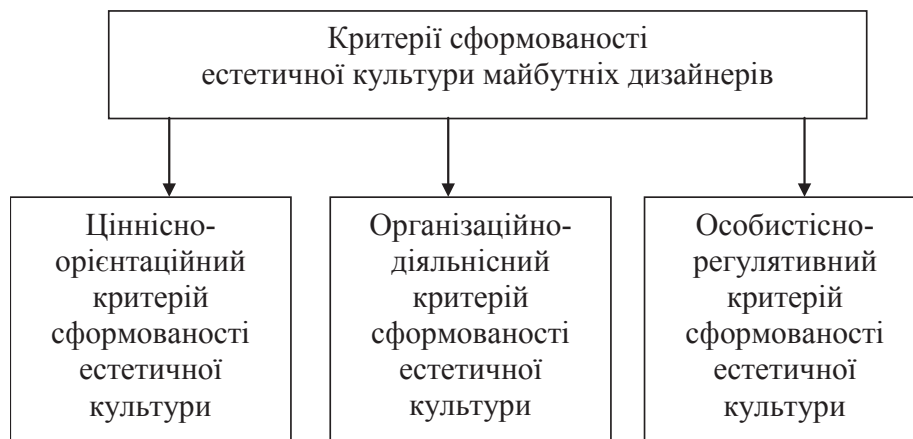 Критерії сформованості
естетичної культури майбутніх дизайнерів
Ціннісно-
орієнтаційний
критерій
сформованості
естетичної
культури
Організаційно-
діяльнісний
критерій
сформованості
естетичної
культури
Особистісно-
регулятивний
критерій
сформованості
естетичної
культури